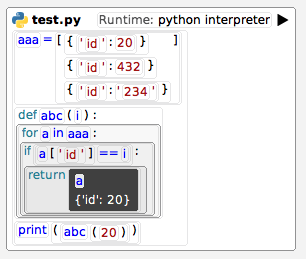 test.py Runtime: python interpreter
aaa = [ { 'id' : 20 } ]
{ 'id' : 432 }
{ 'id' : '234' }
def abc ( i ) :
for a in aaa :
if a [ 'id' ] == i :
return a
{'id': 20}
print ( abc ( 20 ) )